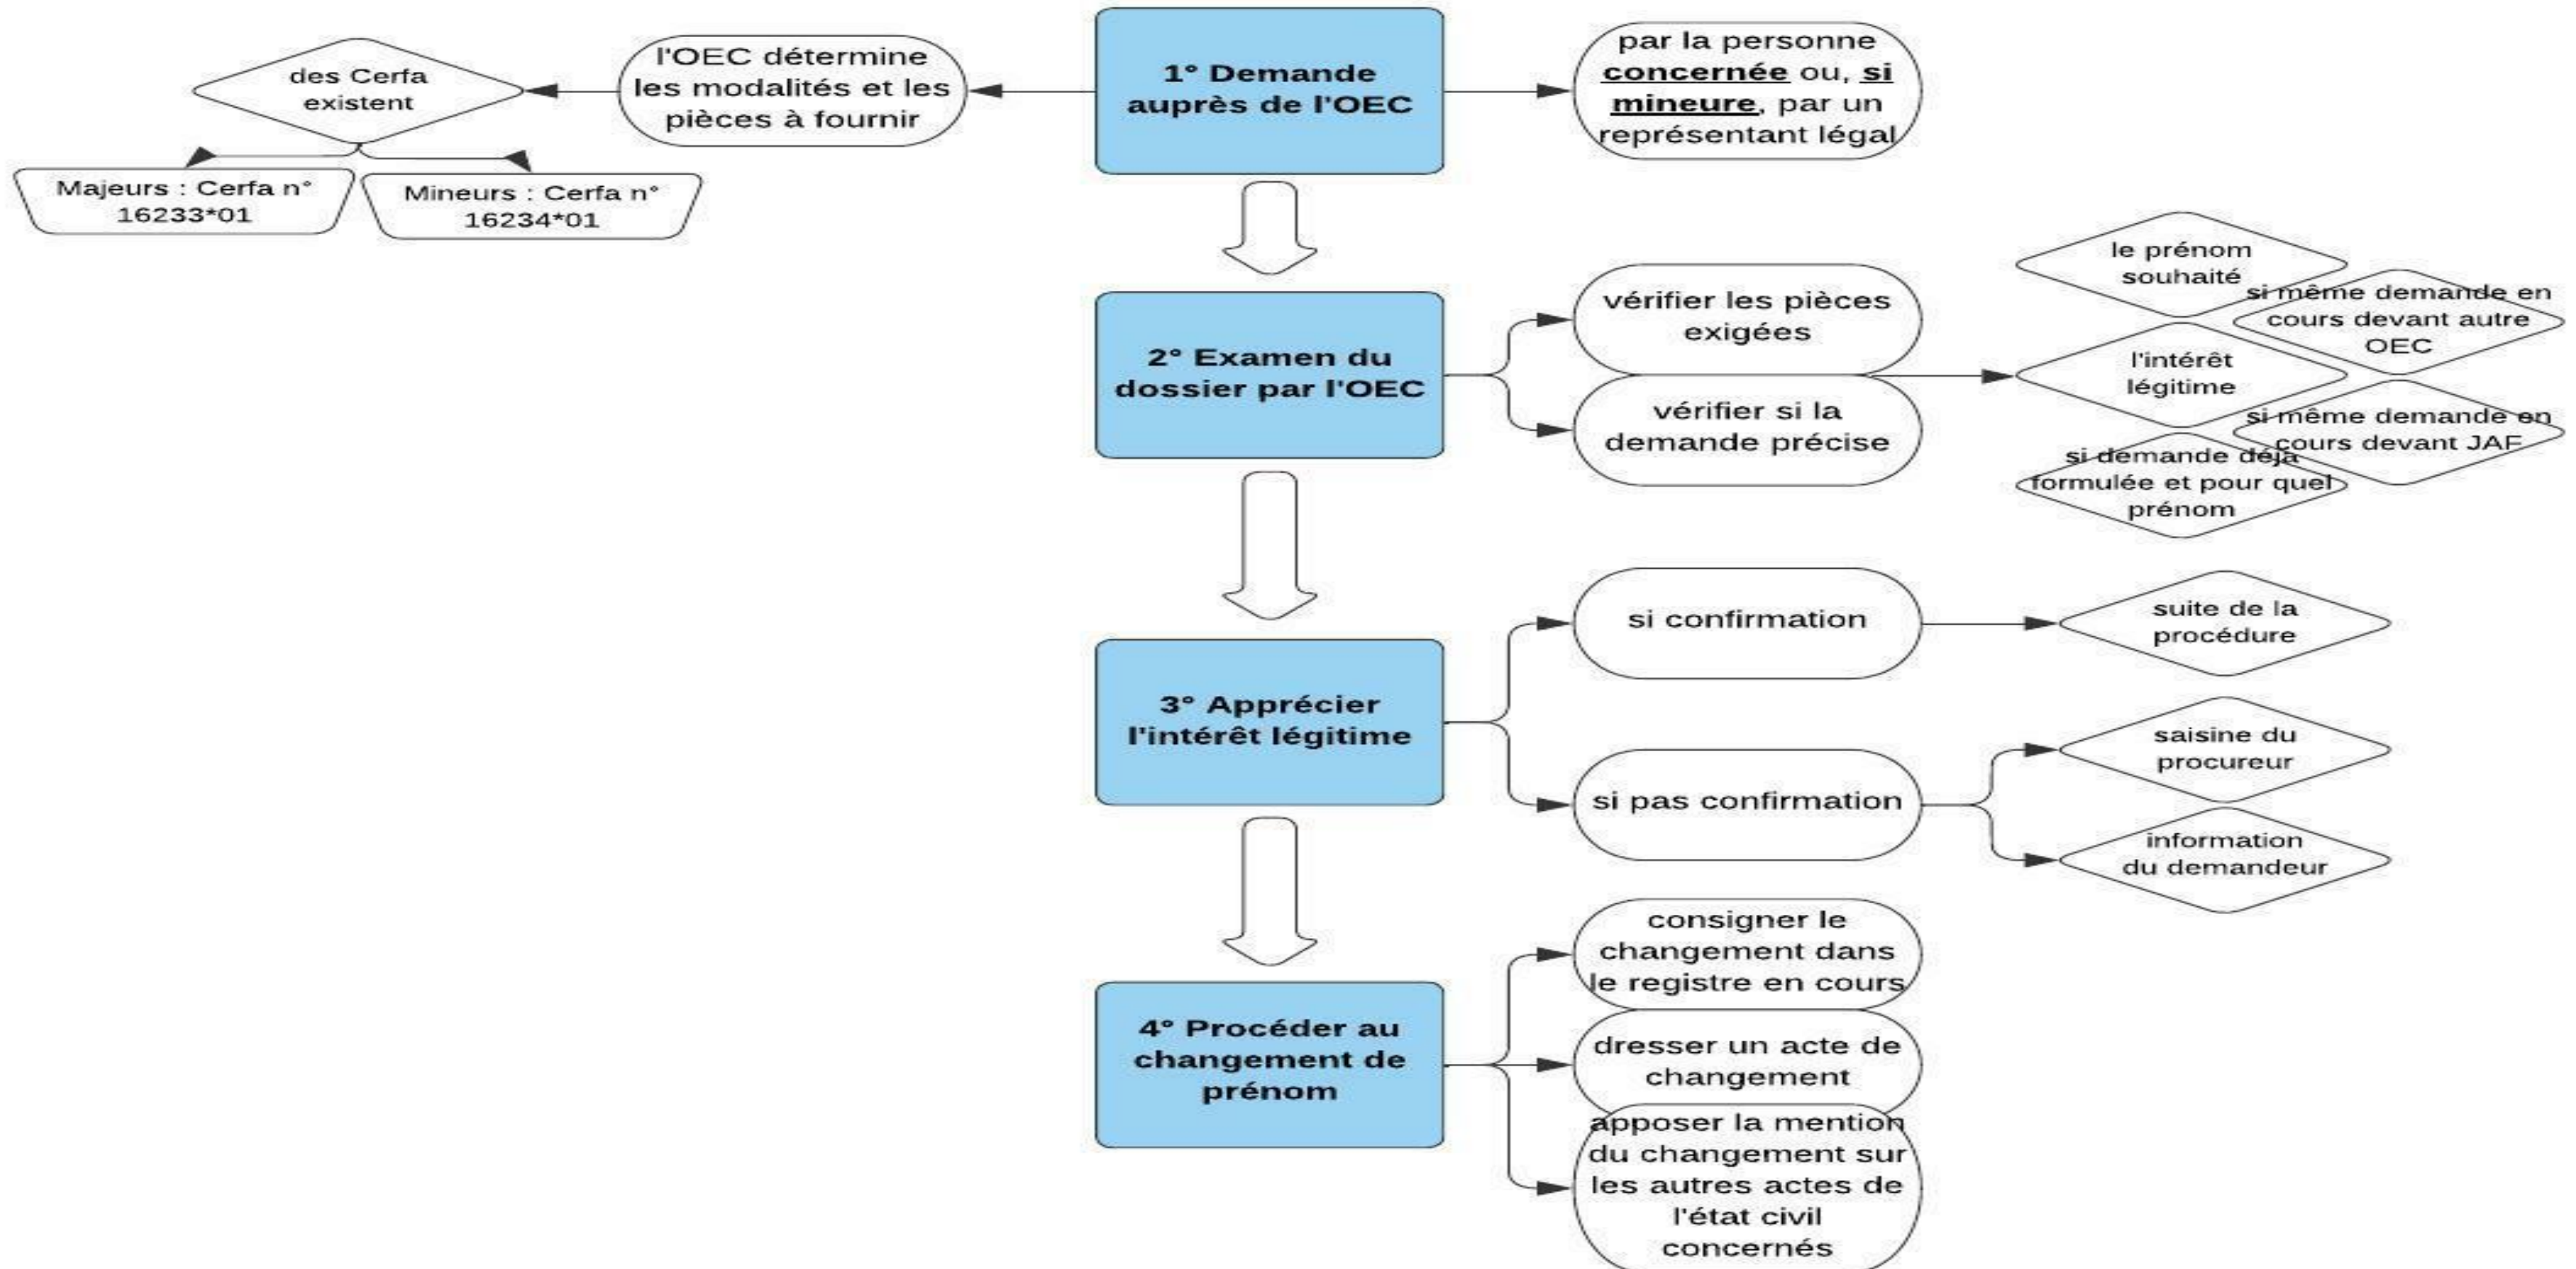 des Cerfa
existent
l'OEC détermine
les modalités et les
pièces à fournir
1° Demande
auprès de l'OEC
par la personne
concernée ou, si
mineure, par un
représentant légal
Majeurs : Cerfa n°
16233*01
Mineurs : Cerfa n°
16234*01
2° Examen du
dossier par l'OEC
vérifier les pièces
exigées
vérifier si la
demande précise
le prénom
souhaité
si même demande en
cours devant autre
OEC
l'intérêt
légitime
si même demande en
cours devant JAF
si demande déjà
formulée et pour quel
prénom
3° Apprécier
l'intérêt légitime
si confirmation
suite de la
procédure
si pas confirmation
saisine du
procureur
information
du demandeur
4° Procéder au
changement de
prénom
consigner le
changement dans
le registre en cours
dresser un acte de
changement
apposer la mention
du changement sur
les autres actes de
l'état civil
concernés